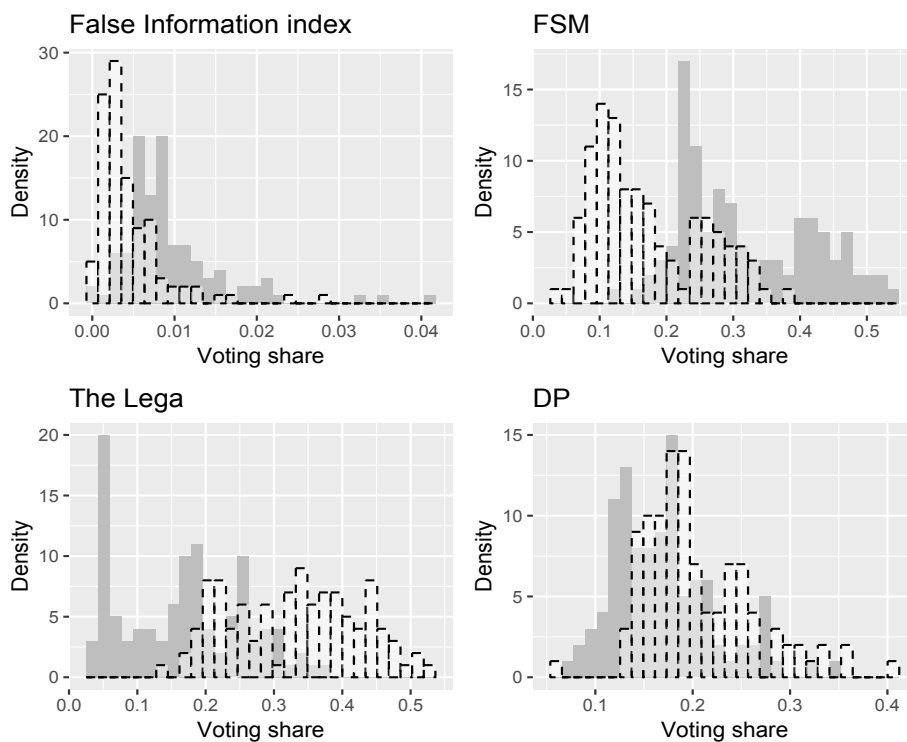 False Information index
30
20
10
0
Density
0.00 0.01 0.02 0.03 0.04
Voting share
FSM
15
10
5
0
Density
0.0 0.1 0.2 0.3 0.4 0.5
Voting share
The Lega
20
15
10
5
0
Density
0.0 0.1 0.2 0.3 0.4 0.5
Voting share
DP
15
10
5
0
Density
0.1 0.2 0.3 0.4
Voting share